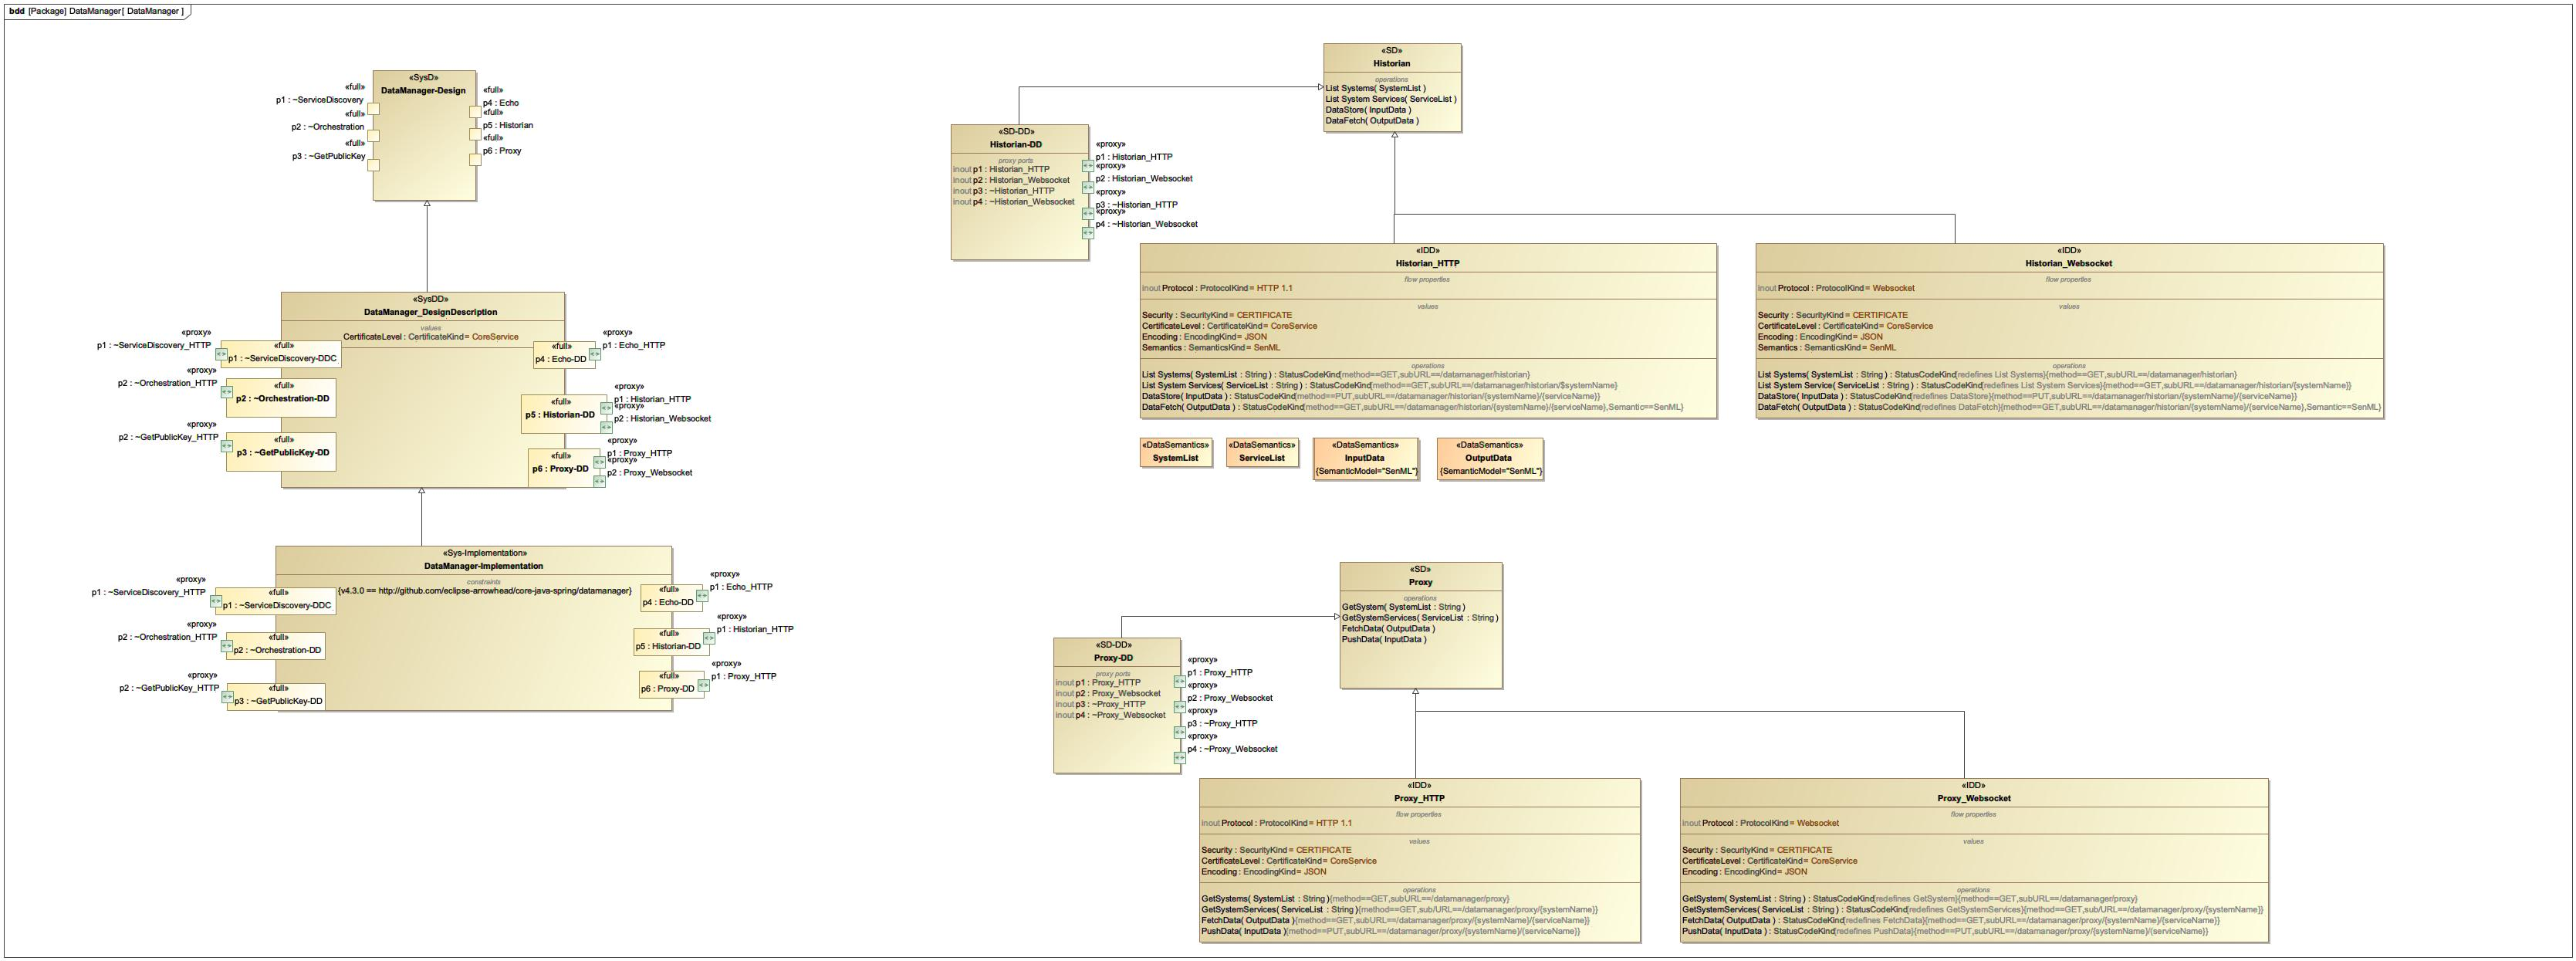 bdd [Package] DataManager[ DataManager ]
«SysD»
DataManager-Design
«full»
p1 : ~ServiceDiscovery
«full»
p2 : ~Orchestration
«full»
p3 : ~GetPublicKey
«full»
p4 : Echo
«full»
p5 : Historian
«full»
p6 : Proxy
«SysDD»
DataManager_DesignDescription
values
CertificateLevel : CertificateKind = CoreService
«proxy»
p1 : ~ServiceDiscovery_HTTP
«full»
p1 : ~ServiceDiscovery-DDC
«proxy»
p2 : ~Orchestration_HTTP
«full»
p2 : ~Orchestration-DD
«proxy»
p2 : ~GetPublicKey_HTTP
«full»
p3 : ~GetPublicKey-DD
«full»
p4 : Echo-DD
«proxy»
p1 : Echo_HTTP
«full»
p5 : Historian-DD
«proxy»
p1 : Historian_HTTP
«proxy»
p2 : Historian_Websocket
«full»
p6 : Proxy-DD
«proxy»
p1 : Proxy_HTTP
«proxy»
p2 : Proxy_Websocket
«Sys-Implementation»
DataManager-Implementation
constraints
{v4.3.0 == http://github.com/eclipse-arrowhead/core-java-spring/datamanager}
«proxy»
p1 : ~ServiceDiscovery_HTTP
«full»
p1 : ~ServiceDiscovery-DDC
«proxy»
p2 : ~Orchestration_HTTP
«full»
p2 : ~Orchestration-DD
«proxy»
p2 : ~GetPublicKey_HTTP
«full»
p3 : ~GetPublicKey-DD
«full»
p4 : Echo-DD
«proxy»
p1 : Echo_HTTP
«full»
p5 : Historian-DD
«proxy»
p1 : Historian_HTTP
«full»
p6 : Proxy-DD
«proxy»
p1 : Proxy_HTTP
«SD»
Historian
operations
List Systems( SystemList )
List System Services( ServiceList )
DataStore( InputData )
DataFetch( OutputData )
«SD-DD»
Historian-DD
proxy ports
inout p1 : Historian_HTTP
inout p2 : Historian_Websocket
inout p3 : ~Historian_HTTP
inout p4 : ~Historian_Websocket
«proxy»
p1 : Historian_HTTP
«proxy»
p2 : Historian_Websocket
«proxy»
p3 : ~Historian_HTTP
«proxy»
p4 : ~Historian_Websocket
«IDD»
Historian_HTTP
flow properties
inout Protocol : ProtocolKind = HTTP 1.1
values
Security : SecurityKind = CERTIFICATE
CertificateLevel : CertificateKind = CoreService
Encoding : EncodingKind = JSON
Semantics : SemanticsKind = SenML
operations
List Systems( SystemList : String ) : StatusCodeKind{method==GET,subURL==/datamanager/historian}
List System Services( ServiceList : String ) : StatusCodeKind{method==GET,subURL==/datamanager/historian/$systemName}
DataStore( InputData ) : StatusCodeKind{method==PUT,subURL==/datamanager/historian/{systemName}/{serviceName}}
DataFetch( OutputData ) : StatusCodeKind{method==GET,subURL==/datamanager/historian/{systemName}/{serviceName},Semantic==SenML}
«IDD»
Historian_Websocket
flow properties
inout Protocol : ProtocolKind = Websocket
values
Security : SecurityKind = CERTIFICATE
CertificateLevel : CertificateKind = CoreService
Encoding : EncodingKind = JSON
Semantics : SemanticsKind = SenML
operations
List Systems( SystemList : String ) : StatusCodeKind{redefines List Systems}{method==GET,subURL==/datamanager/historian}
List System Service( ServiceList : String ) : StatusCodeKind{redefines List System Services}{method==GET,subURL==/datamanager/historian/{systemName}}
DataStore( InputData ) : StatusCodeKind{redefines DataStore}{method==PUT,subURL==/datamanager/historian/{systemName}/{serviceName}}
DataFetch( OutputData ) : StatusCodeKind{redefines DataFetch}{method==GET,subURL==/datamanager/historian/{systemName}/{serviceName},Semantic==SenML}
«DataSemantics»
SystemList
«DataSemantics»
ServiceList
«DataSemantics»
InputData
{SemanticModel="SenML"}
«DataSemantics»
OutputData
{SemanticModel="SenML"}
«SD»
Proxy
operations
GetSystem( SystemList : String )
GetSystemServices( ServiceList : String )
FetchData( OutputData )
PushData( InputData )
«SD-DD»
Proxy-DD
proxy ports
inout p1 : Proxy_HTTP
inout p2 : Proxy_Websocket
inout p3 : ~Proxy_HTTP
inout p4 : ~Proxy_Websocket
«proxy»
p1 : Proxy_HTTP
«proxy»
p2 : Proxy_Websocket
«proxy»
p3 : ~Proxy_HTTP
«proxy»
p4 : ~Proxy_Websocket
«IDD»
Proxy_HTTP
flow properties
inout Protocol : ProtocolKind = HTTP 1.1
values
Security : SecurityKind = CERTIFICATE
CertificateLevel : CertificateKind = CoreService
Encoding : EncodingKind = JSON
operations
GetSystems( SystemList : String ){method==GET,subURL==/datamanager/proxy}
GetSystemServices( ServiceList : String ){method==GET,sub/URL==/datamanager/proxy/{systemName}}
FetchData( OutputData ){method==GET,subURL==/datamanager/proxy/{systemName}/{serviceName}}
PushData( InputData ){method==PUT,subURL==/datamanager/proxy/{systemName}/{serviceName}}
«IDD»
Proxy_Websocket
flow properties
inout Protocol : ProtocolKind = Websocket
values
Security : SecurityKind = CERTIFICATE
CertificateLevel : CertificateKind = CoreService
Encoding : EncodingKind = JSON
operations
GetSystem( SystemList : String ) : StatusCodeKind{redefines GetSystem}{method==GET,subURL==/datamanager/proxy}
GetSystemServices( ServiceList : String ) : StatusCodeKind{redefines GetSystemServices}{method==GET,sub/URL==/datamanager/proxy/{systemName}}
FetchData( OutputData ) : StatusCodeKind{redefines FetchData}{method==GET,subURL==/datamanager/proxy/{systemName}/{serviceName}}
PushData( InputData ) : StatusCodeKind{redefines PushData}{method==PUT,subURL==/datamanager/proxy/{systemName}/{serviceName}}